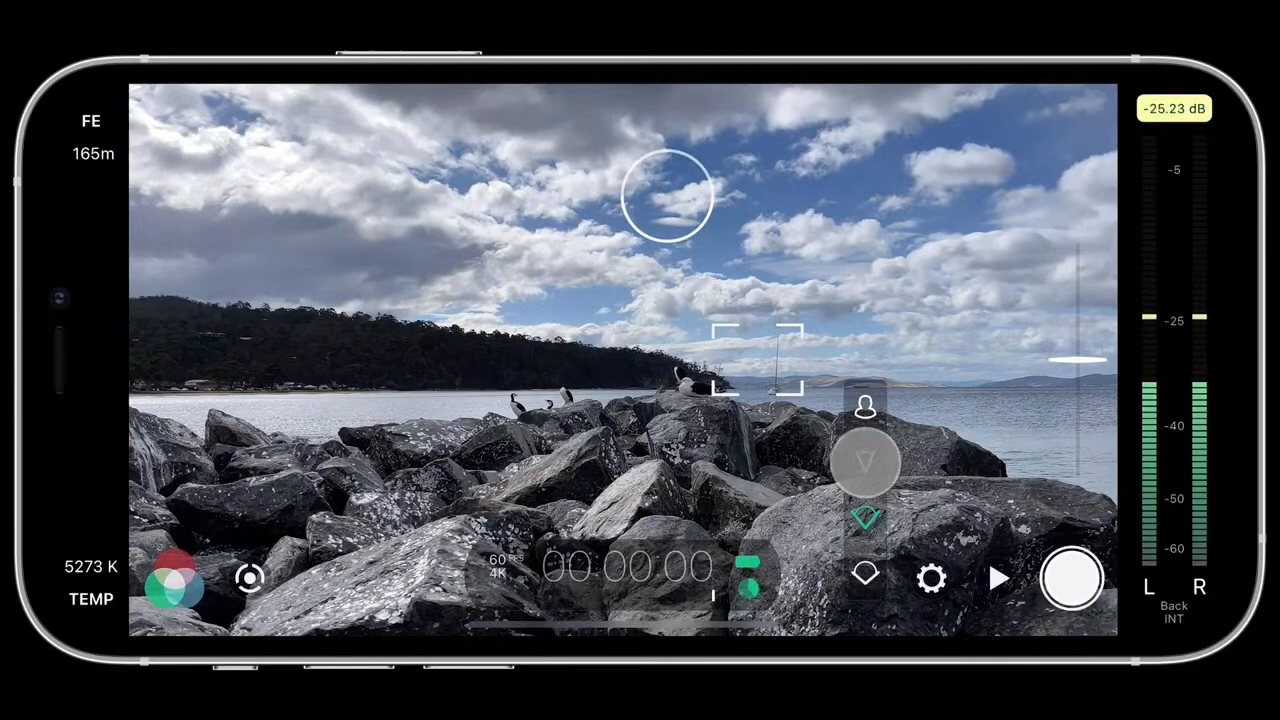 FE
165m
5273 K
TEMP
60 FPS
4K
00:00:00
-25.23 dB
-5
-25
-40
-50
-60
L R
Back
INT